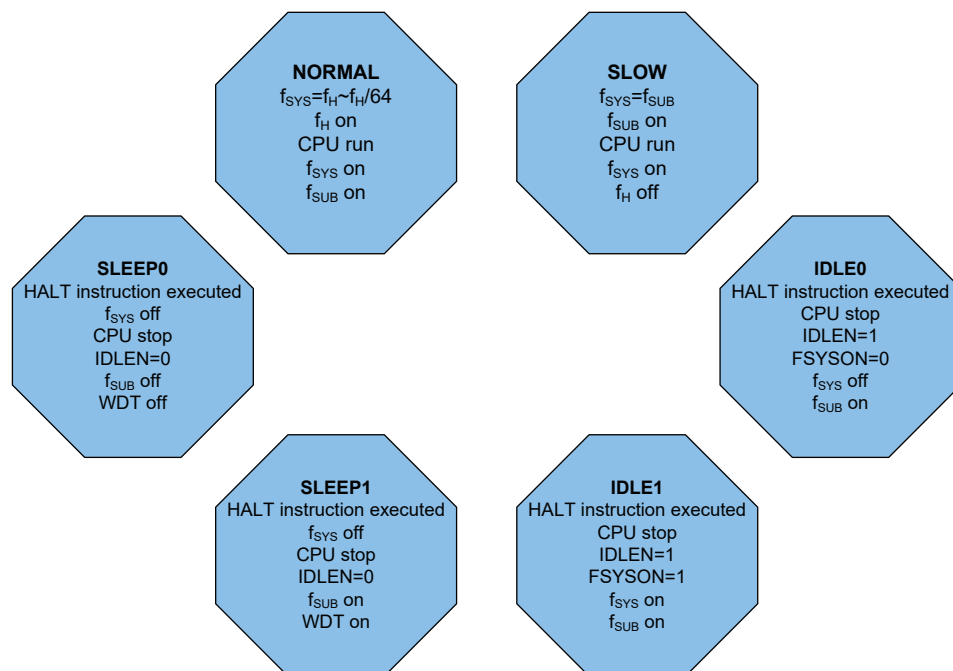 NORMAL
fSYS=fH~fH/64
fH on
CPU run
fSYS on
fSUB on
SLOW
fSYS=fSUB
fSUB on
CPU run
fSYS on
fH off
SLEEP0
HALT instruction executed
fSYS off
CPU stop
IDLEN=0
fSUB off
WDT off
IDLE0
HALT instruction executed
CPU stop
IDLEN=1
FSYSON=0
fSYS off
fSUB on
SLEEP1
HALT instruction executed
fSYS off
CPU stop
IDLEN=0
fSUB on
WDT on
IDLE1
HALT instruction executed
CPU stop
IDLEN=1
FSYSON=1
fSYS on
fSUB on